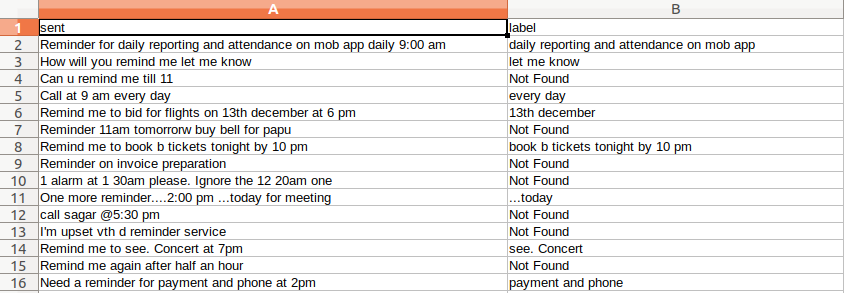 A B
1 sent label
2 Reminder for daily reporting and attendance on mob app daily 9:00 am daily reporting and attendance on mob app
3 How will you remind me let me know let me know
4 Can u remind me till 11 Not Found
5 Call at 9 am every day every day
6 Remind me to bid for flights on 13th december at 6 pm 13th december
7 Reminder 11am tomorrorw buy bell for papu Not Found
8 Remind me to book b tickets tonight by 10 pm book b tickets tonight by 10 pm
9 Reminder on invoice preparation Not Found
10 1 alarm at 1 30am please. Ignore the 12 20am one Not Found
11 One more reminder....2:00 pm ...today for meeting ...today
12 call sagar @5:30 pm Not Found
13 I'm upset vth d reminder service Not Found
14 Remind me to see. Concert at 7pm see. Concert
15 Remind me again after half an hour Not Found
16 Need a reminder for payment and phone at 2pm payment and phone